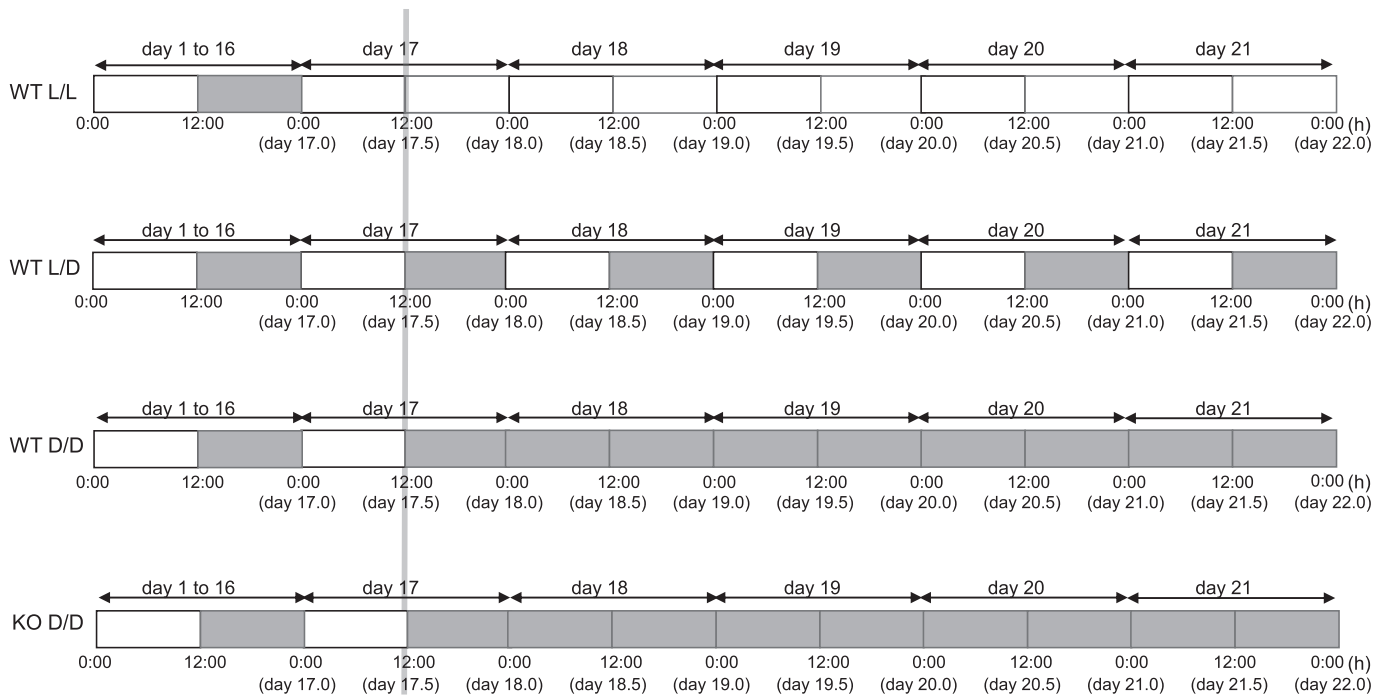 day 1 to 16 day 17 day 18 day 19 day 20 day 21
WT L/L
0:00 12:00 0:00 12:00 0:00 12:00 0:00 12:00 0:00 12:00 0:00 12:00 0:00 (h)
(day 17.0) (day 17.5) (day 18.0) (day 18.5) (day 19.0) (day 19.5) (day 20.0) (day 20.5) (day 21.0) (day 21.5) (day 22.0)
day 1 to 16 day 17 day 18 day 19 day 20 day 21
WT L/D
0:00 12:00 0:00 12:00 0:00 12:00 0:00 12:00 0:00 12:00 0:00 12:00 0:00 (h)
(day 17.0) (day 17.5) (day 18.0) (day 18.5) (day 19.0) (day 19.5) (day 20.0) (day 20.5) (day 21.0) (day 21.5) (day 22.0)
day 1 to 16 day 17 day 18 day 19 day 20 day 21
WT D/D
0:00 12:00 0:00 12:00 0:00 12:00 0:00 12:00 0:00 12:00 0:00 12:00 0:00 (h)
(day 17.0) (day 17.5) (day 18.0) (day 18.5) (day 19.0) (day 19.5) (day 20.0) (day 20.5) (day 21.0) (day 21.5) (day 22.0)
day 1 to 16 day 17 day 18 day 19 day 20 day 21
KO D/D
0:00 12:00 0:00 12:00 0:00 12:00 0:00 12:00 0:00 12:00 0:00 12:00 0:00 (h)
(day 17.0) (day 17.5) (day 18.0) (day 18.5) (day 19.0) (day 19.5) (day 20.0) (day 20.5) (day 21.0) (day 21.5) (day 22.0)